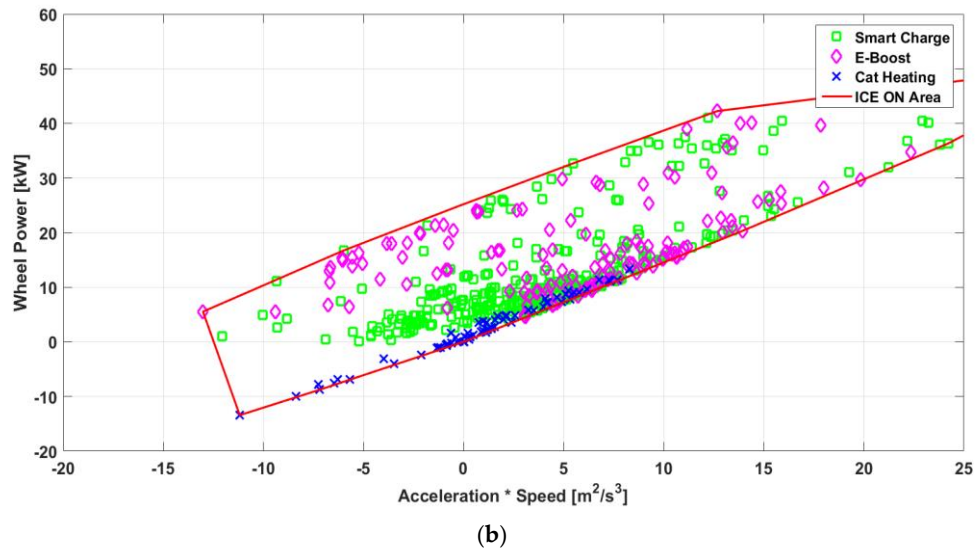 60
50
40
30
20
10
0
-10
-20
Wheel Power [kW]
Smart Charge
E-Boost
Cat Heating
ICE ON Area
-20 -15 -10 -5 0 5 10 15 20 25
Acceleration * Speed [m²/s³]
(b)